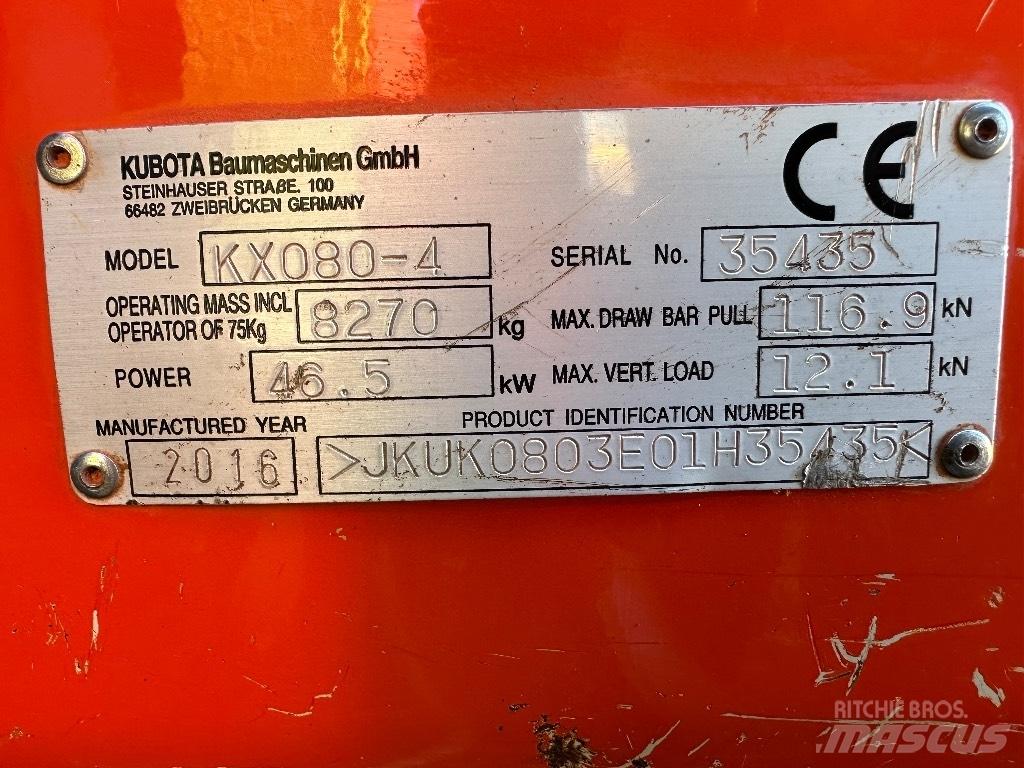 KUBOTA Baumaschinen GmbH
STEINHAUSER STRAßE. 100
66482 ZWEIBRÜCKEN GERMANY
CE
MODEL KX080-4
SERIAL No. 35435
OPERATING MASS INCL
OPERATOR OF 75Kg 8270 kg
MAX. DRAW BAR PULL 116.9 kN
POWER 46.5 kW
MAX. VERT. LOAD 12.1 kN
MANUFACTURED YEAR
2016
PRODUCT IDENTIFICATION NUMBER
>JKUK0803E01H35435<
RITCHIE BROS.
MASCUS